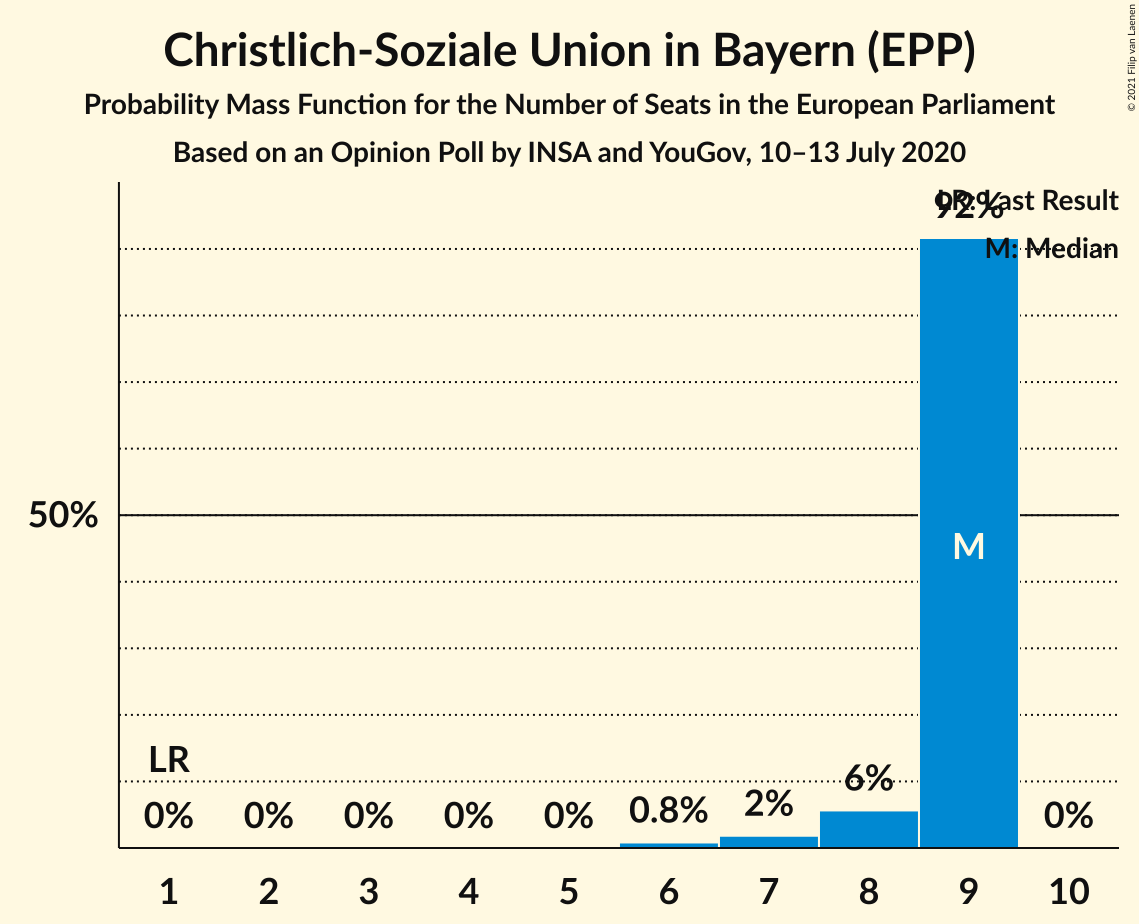 Christlich-Soziale Union in Bayern (EPP)
Probability Mass Function for the Number of Seats in the European Parliament
Based on an Opinion Poll by INSA and YouGov, 10–13 July 2020
© 2021 Filip van Laenen
92%
LR: Last Result
M: Median
50%
M
LR
0% 0% 0% 0% 0% 0.8% 2% 6% 0%
1 2 3 4 5 6 7 8 9 10